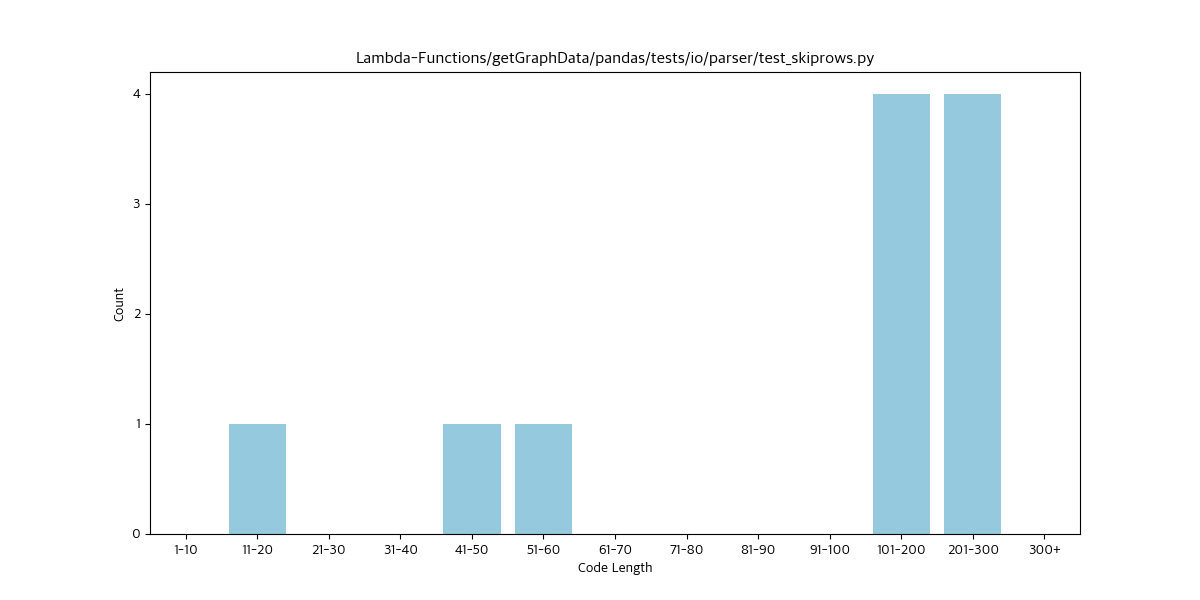 Lambda-Functions/getGraphData/pandas/tests/io/parser/test_skiprows.py
4
3
2
1
0
Count
1-10 11-20 21-30 31-40 41-50 51-60 61-70 71-80 81-90 91-100 101-200 201-300 300+
Code Length